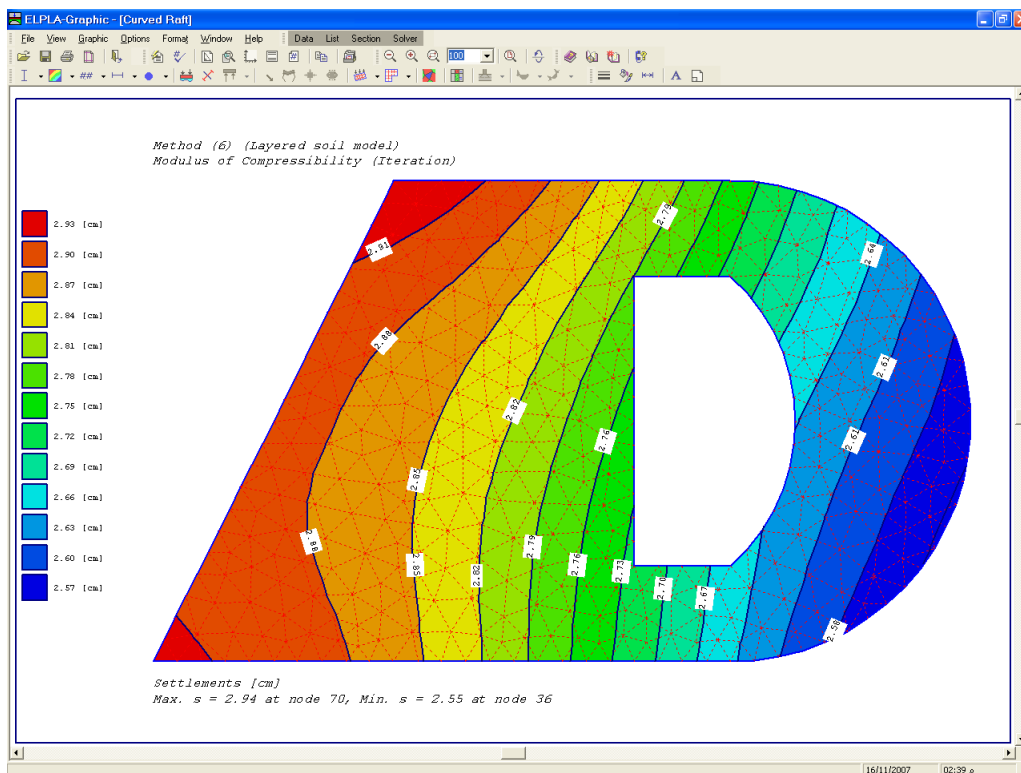 ELPLA-Graphic - [Curved Raft]
File View Graphic Options Format Window Help Data List Section Solver
100
Method (6) (Layered soil model)
Modulus of Compressibility (Iteration)
2.93 [cm]
2.90 [cm]
2.87 [cm]
2.84 [cm]
2.81 [cm]
2.78 [cm]
2.75 [cm]
2.72 [cm]
2.69 [cm]
2.66 [cm]
2.63 [cm]
2.60 [cm]
2.57 [cm]
2.91
2.79
2.64
2.88
2.61
2.82
2.76
2.61
2.85
2.88
2.79
2.85
2.82
2.76
2.73
2.70
2.67
2.58
Settlements [cm]
Max. s = 2.94 at node 70, Min. s = 2.55 at node 36
16/11/2007 02:39 م